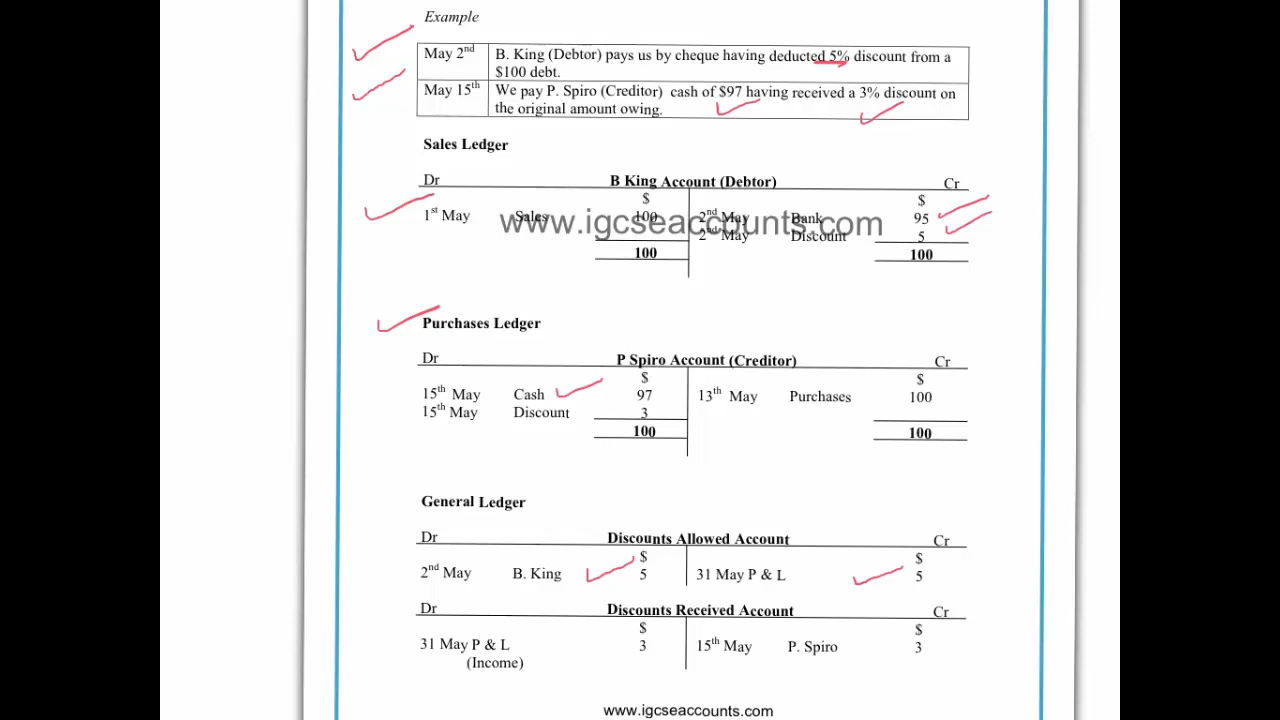 Example
May 2nd B. King (Debtor) pays us by cheque having deducted 5% discount from a
$100 debt.
May 15th We pay P. Spiro (Creditor) cash of $97 having received a 3% discount on
the original amount owing.
Sales Ledger
Dr B King Account (Debtor) Cr
$ $
1st May Sales 100 2nd May Bank 95
2nd May Discount 5
100 100
www.igcseaccounts.com
Purchases Ledger
Dr P Spiro Account (Creditor) Cr
$ $
15th May Cash 97 13th May Purchases 100
15th May Discount 3
100 100
General Ledger
Dr Discounts Allowed Account Cr
$ $
2nd May B. King 5 31 May P & L 5
Dr Discounts Received Account Cr
$ $
31 May P & L 3 15th May P. Spiro 3
(Income)
www.igcseaccounts.com